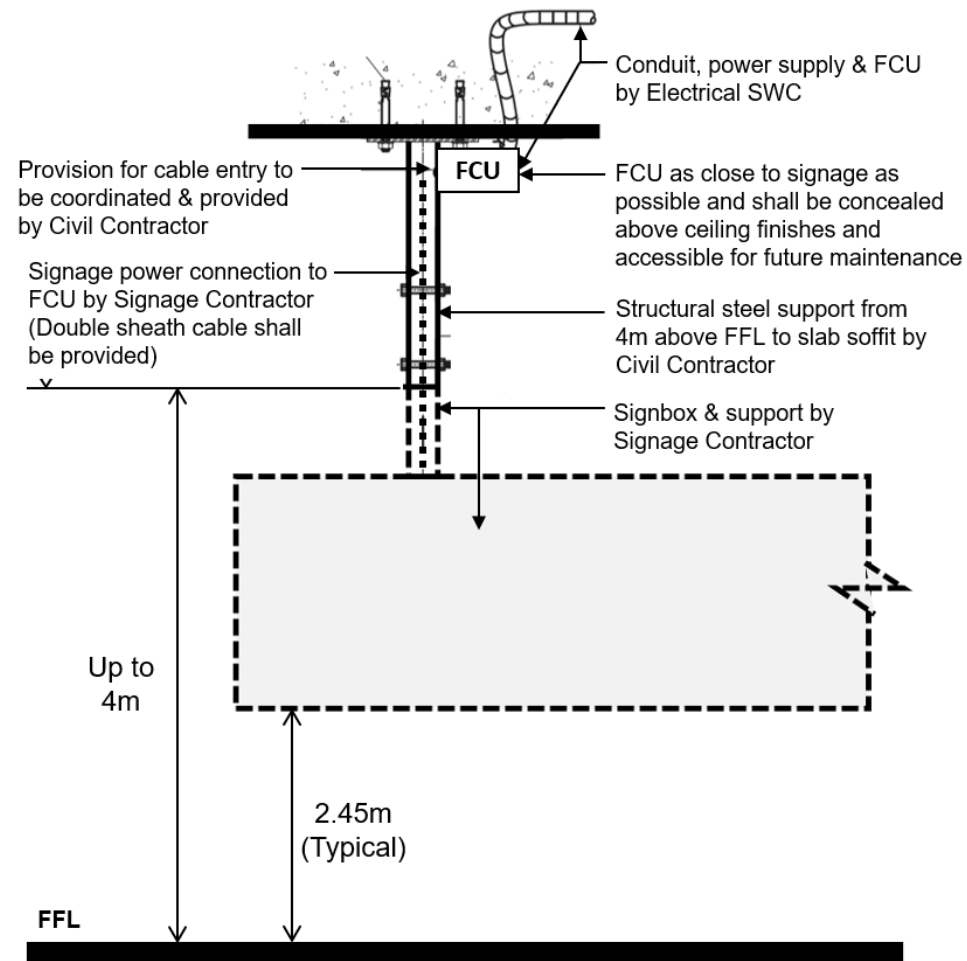 Conduit, power supply & FCU
by Electrical SWC
Provision for cable entry to
be coordinated & provided
by Civil Contractor
FCU
FCU as close to signage as
possible and shall be concealed
above ceiling finishes and
accessible for future maintenance
Signage power connection to
FCU by Signage Contractor
(Double sheath cable shall
be provided)
Structural steel support from
4m above FFL to slab soffit by
Civil Contractor
Signbox & support by
Signage Contractor
Up to
4m
2.45m
(Typical)
FFL